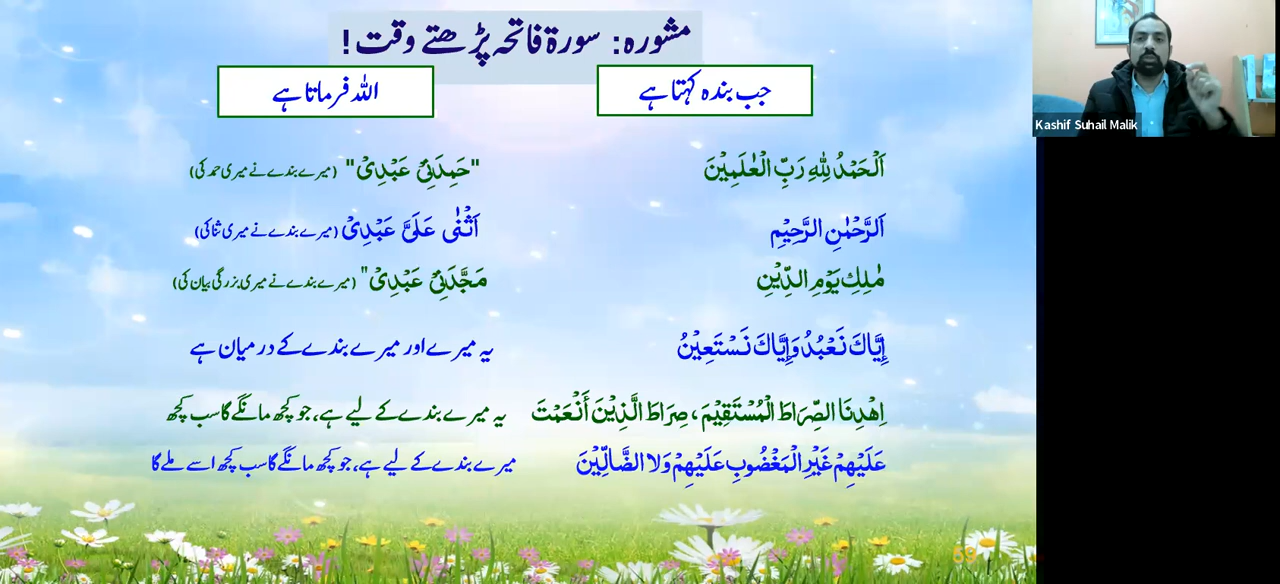 مشورہ: سورۃ فاتحہ پڑھتے وقت!
جب بندہ کہتا ہے
اللہ فرماتا ہے
Kashif Suhail Malik
اَلْحَمْدُ لِلّٰهِ رَبِّ الْعٰلَمِیْنَ "حَمِدَنِیْ عَبْدِیْ" (میرے بندے نے میری حمد کی)
اَلرَّحْمٰنِ الرَّحِیْمِ اَثْنٰی عَلَیَّ عَبْدِیْ (میرے بندے نے میری ثنا کی)
مٰلِكِ یَوْمِ الدِّیْنِ مَجَّدَنِیْ عَبْدِیْ" (میرے بندے نے میری بزرگی بیان کی)
إِيَّاكَ نَعْبُدُ وَإِيَّاكَ نَسْتَعِیْنُ یہ میرے اور میرے بندے کے درمیان ہے
اِهْدِنَا الصِّرَاطَ الْمُسْتَقِيْمَ ، صِرَاطَ الَّذِيْنَ أَنْعَمْتَ یہ میرے بندے کے لیے ہے، جو کچھ مانگے گا سب کچھ
عَلَيْهِمْ غَيْرِ الْمَغْضُوبِ عَلَيْهِمْ وَلا الضَّالِّيْنَ میرے بندے کے لیے ہے، جو کچھ مانگے گا سب کچھ اسے ملے گا
59